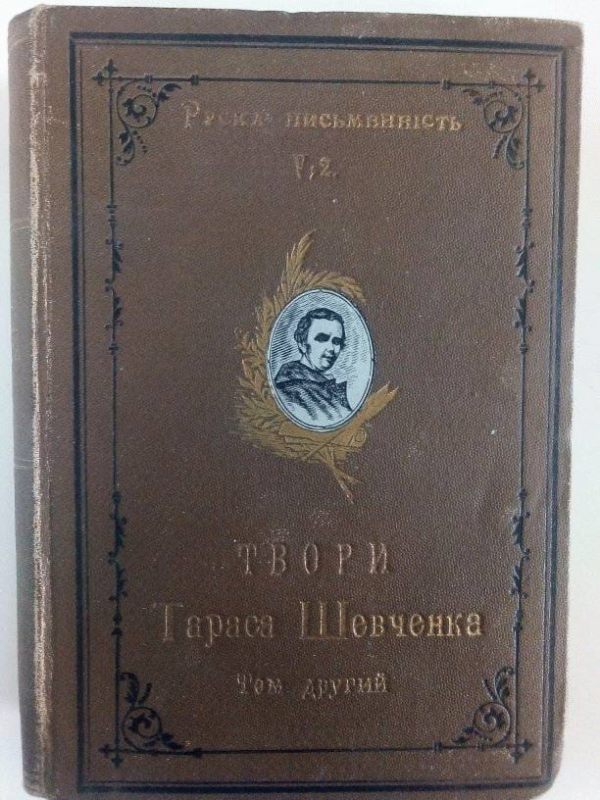 Руска письменність
V, 2.
ТВОРИ
Тараса Шевченка
Том другий